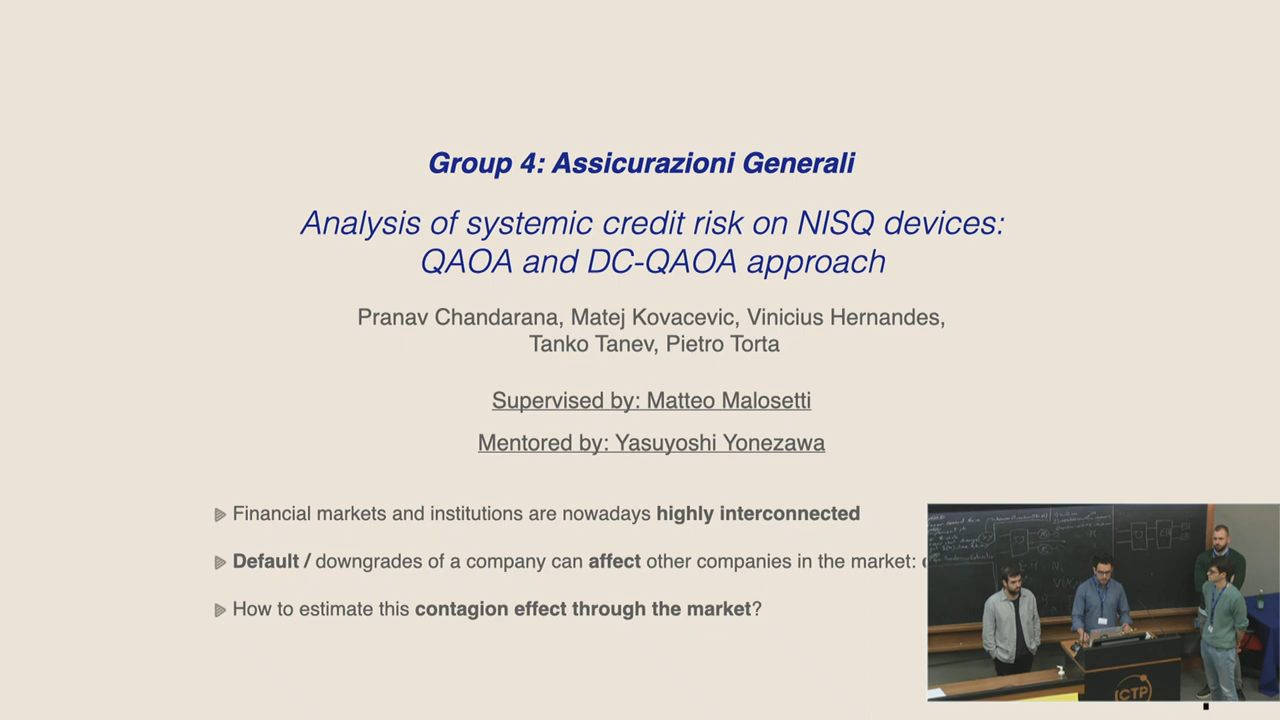 Group 4: Assicurazioni Generali
Analysis of systemic credit risk on NISQ devices:
QAOA and DC-QAOA approach
Pranav Chandarana, Matej Kovacevic, Vinicius Hernandes,
Tanko Tanev, Pietro Torta
Supervised by: Matteo Malosetti
Mentored by: Yasuyoshi Yonezawa
Financial markets and institutions are nowadays highly interconnected
Default / downgrades of a company can affect other companies in the market:
How to estimate this contagion effect through the market?
ICTP